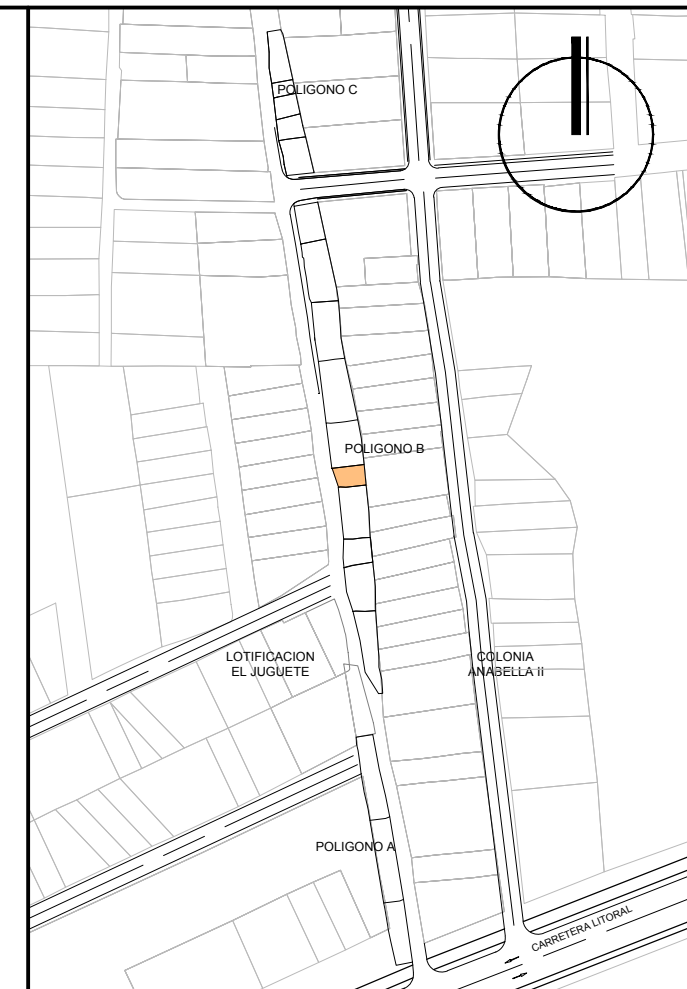 POLIGONO C
POLIGONO B
LOTIFICACION
EL JUGUETE
COLONIA
ANABELLA II
POLIGONO A
CARRETERA LITORAL